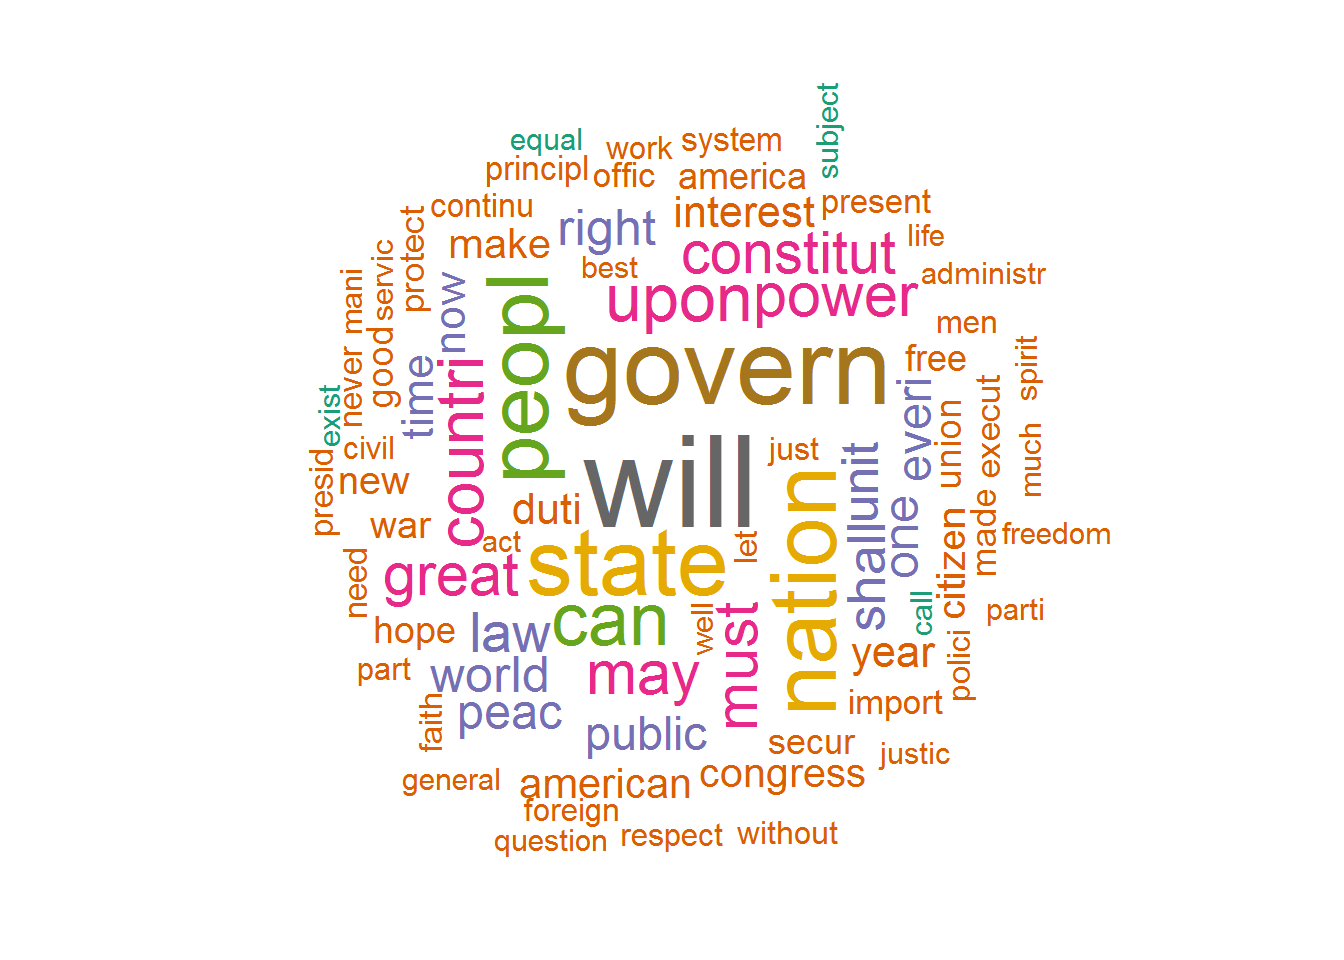 subject
equal
work
system
principl
offic
america
continu
right
interest
present
protect
make
life
servic
now
best
constitut
administr
mani
peopl
upon
power
men
good
never
time
countri
govern
free
spirit
exist
everi
union
execut
much
civil
will
just
presid
new
duti
nation
shall
unit
one
citizen
made
freedom
war
act
state
let
need
great
can
call
parti
hope
law
well
must
year
polici
part
world
may
import
faith
peac
public
secur
justic
general
american
congress
foreign
question
respect
without